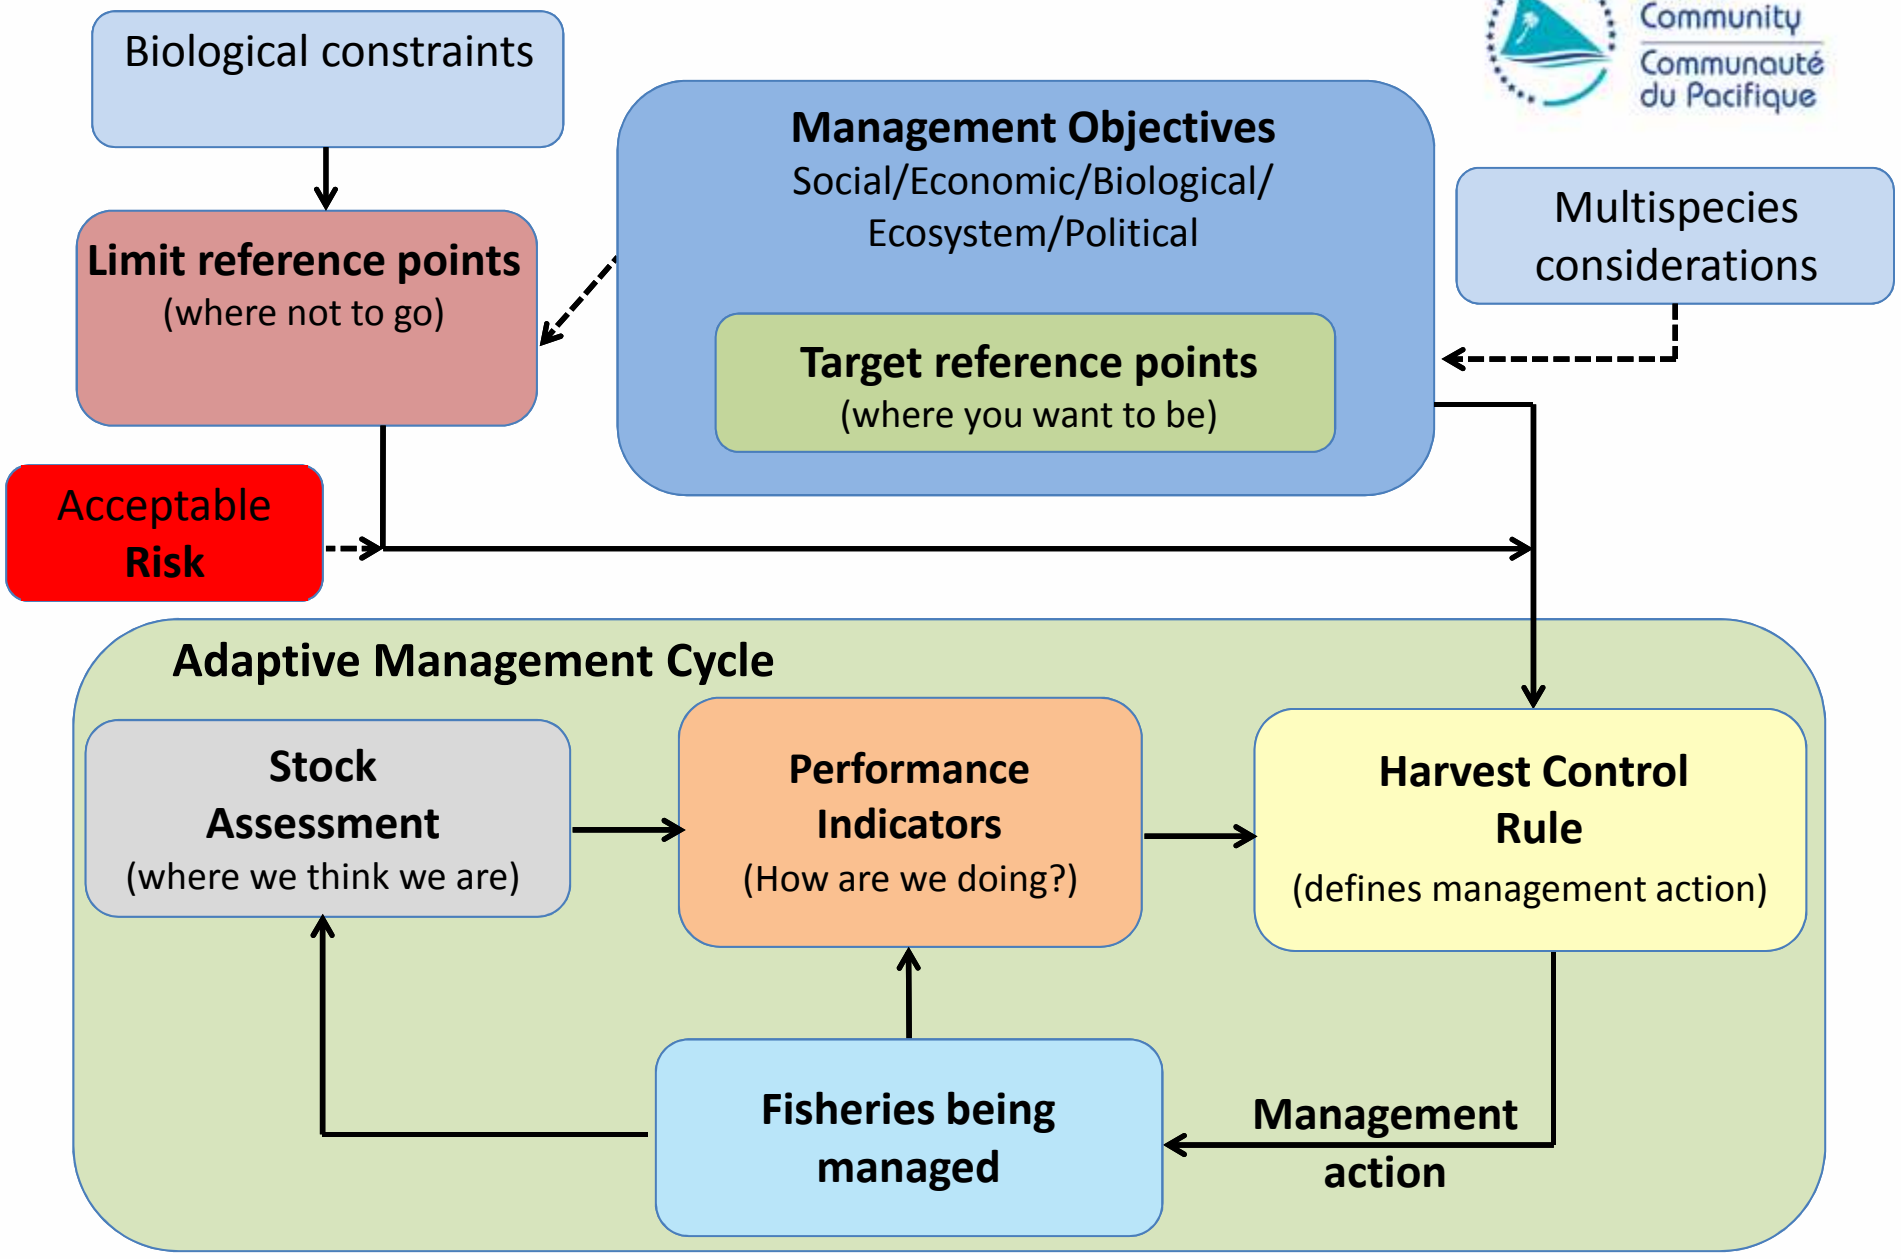 Community
Communauté
du Pacifique
Biological constraints
Management Objectives
Social/Economic/Biological/
Ecosystem/Political
Multispecies
considerations
Limit reference points
(where not to go)
Target reference points
(where you want to be)
Acceptable
Risk
Adaptive Management Cycle
Stock
Assessment
(where we think we are)
Performance
Indicators
(How are we doing?)
Harvest Control
Rule
(defines management action)
Fisheries being
managed
Management
action